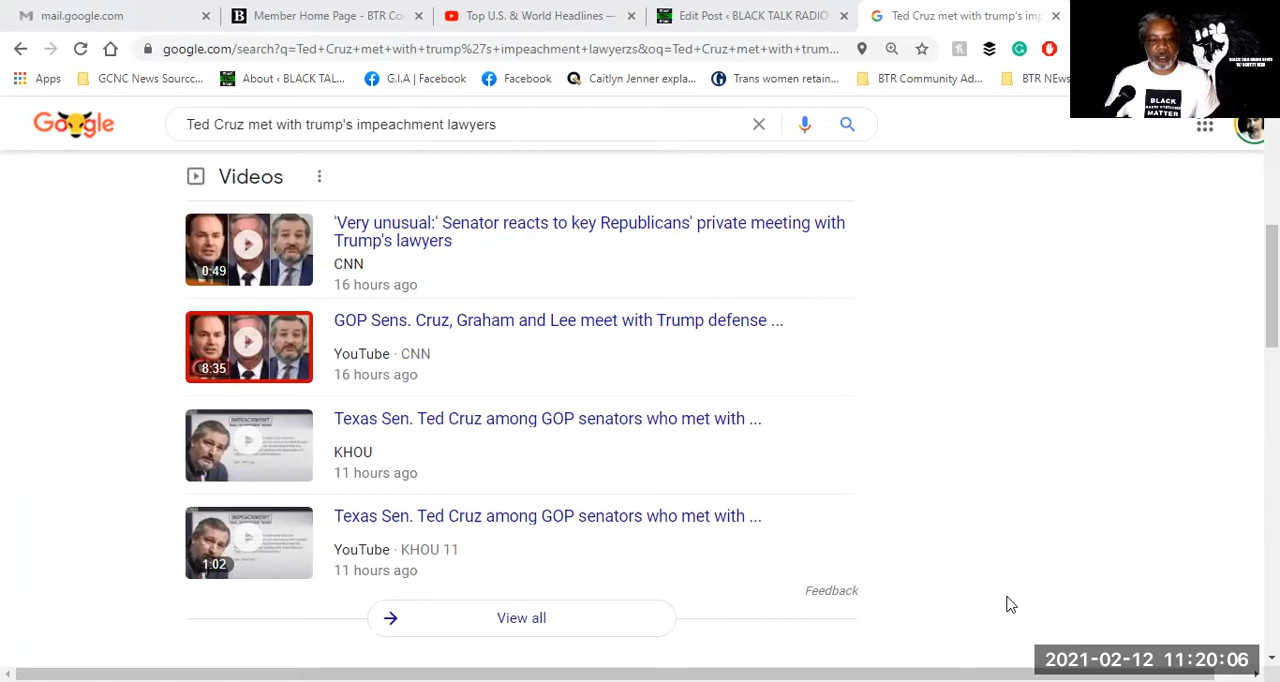 mail.google.com
Member Home Page - BTR Co
Top U.S. & World Headlines —
Edit Post ‹ BLACK TALK RADIO
Ted Cruz met with trump's im
google.com/search?q=Ted+Cruz+met+with+trump%27s+impeachment+lawyerzs&oq=Ted+Cruz+met+with+trum...
Apps
GCNC News Sourcc...
About ‹ BLACK TAL...
G.I.A | Facebook
Facebook
Caitlyn Jenner expla...
Trans women retain...
BTR Community Ad...
BTR NEws
BLACK
MATTER
Google
Ted Cruz met with trump's impeachment lawyers
Videos
'Very unusual:' Senator reacts to key Republicans' private meeting with
Trump's lawyers
CNN
16 hours ago
0:49
GOP Sens. Cruz, Graham and Lee meet with Trump defense ...
YouTube · CNN
16 hours ago
8:35
Texas Sen. Ted Cruz among GOP senators who met with ...
KHOU
11 hours ago
IMPEACHMENT
Texas Sen. Ted Cruz among GOP senators who met with ...
YouTube · KHOU 11
11 hours ago
IMPEACHMENT
1:02
Feedback
View all
2021-02-12 11:20:06